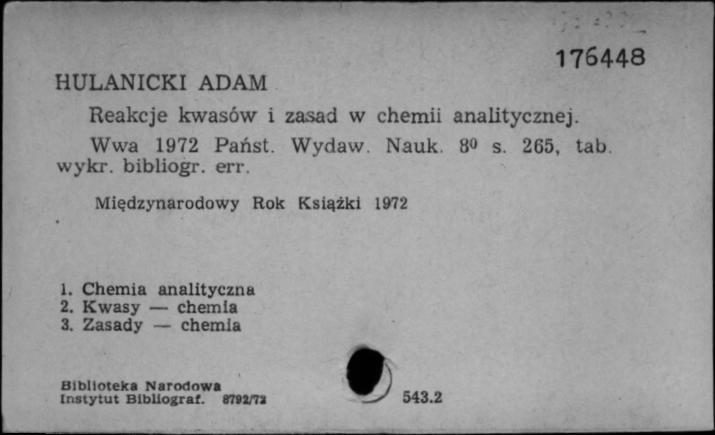 176448
HULANICKI ADAM
Reakcje kwasów i zasad w chemii analitycznej.
Wwa 1972 Państ. Wydaw. Nauk. 8⁰ s. 265, tab.
wykr. bibliogr. err.
Międzynarodowy Rok Książki 1972
1. Chemia analityczna
2. Kwasy — chemia
3. Zasady — chemia
Biblioteka Narodowa
Instytut Bibliograf. 8792/72
543.2